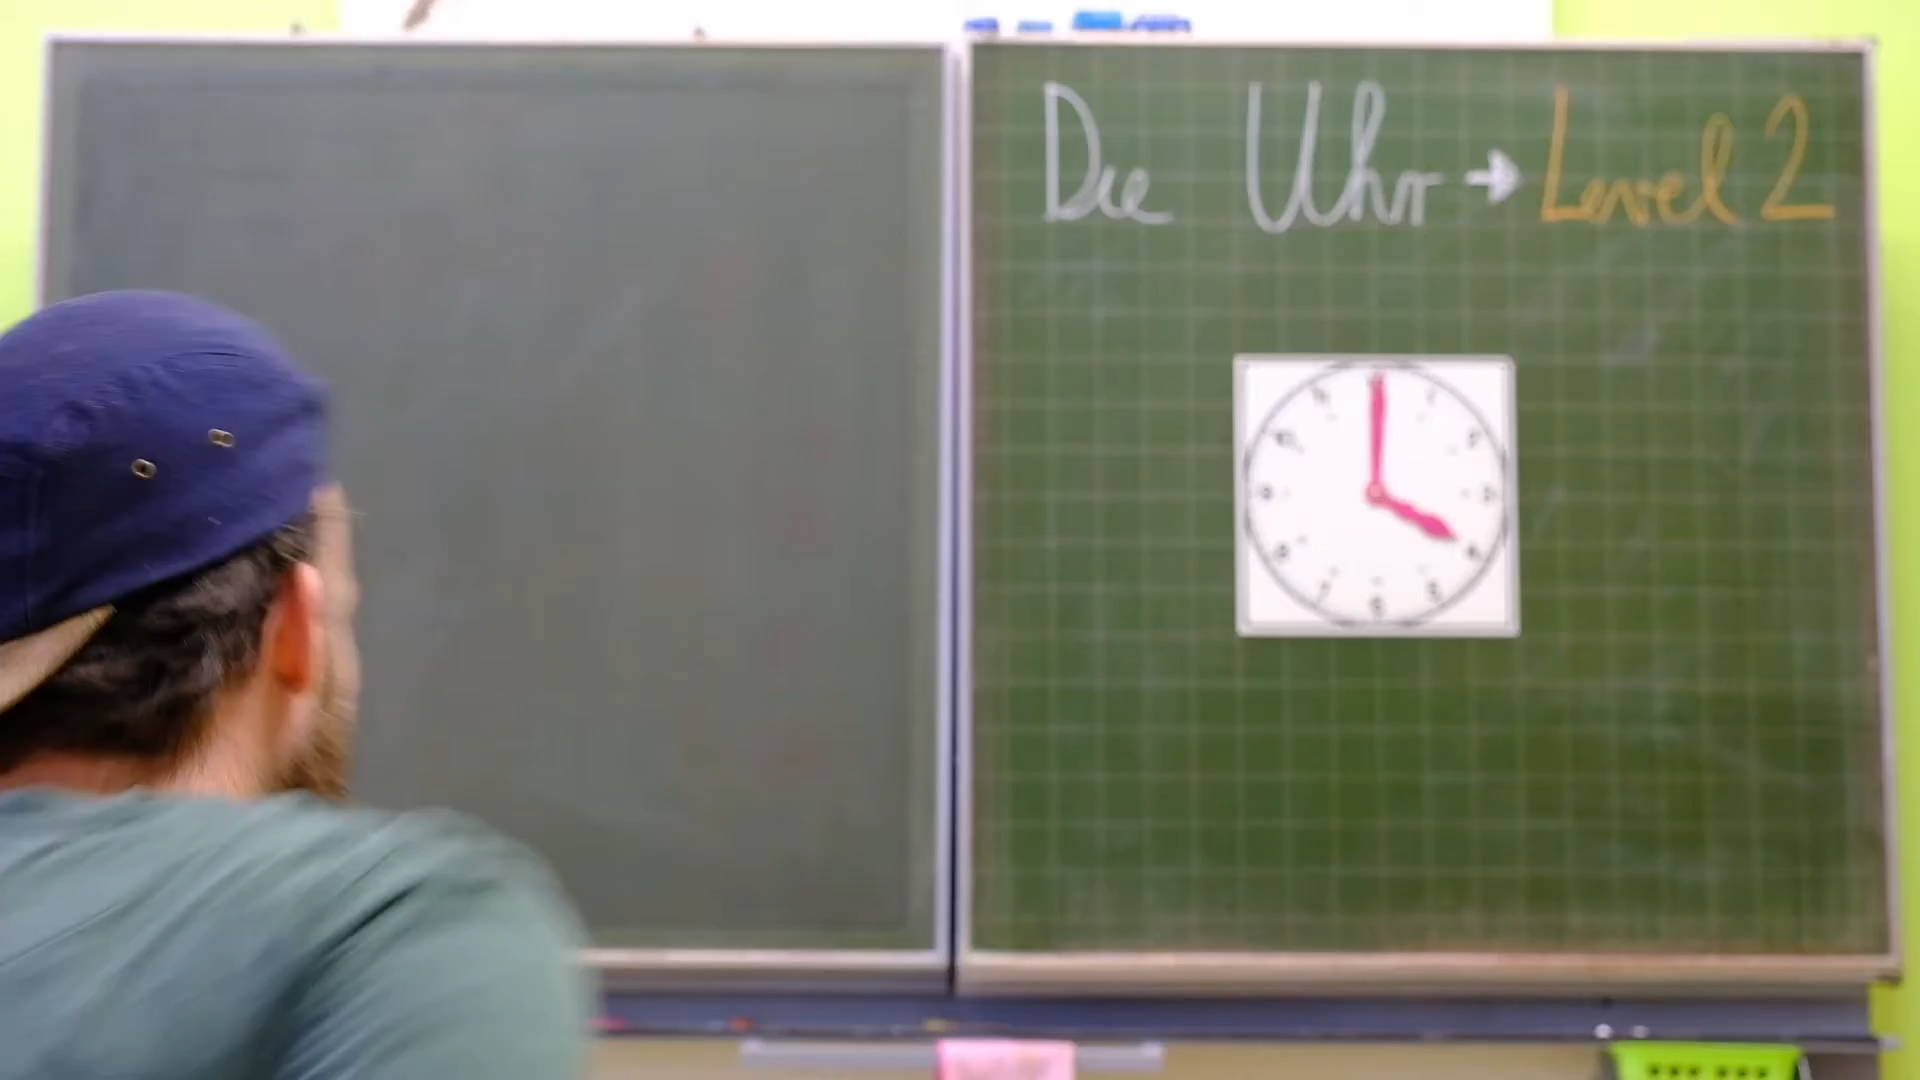 Die Uhr → Level 2